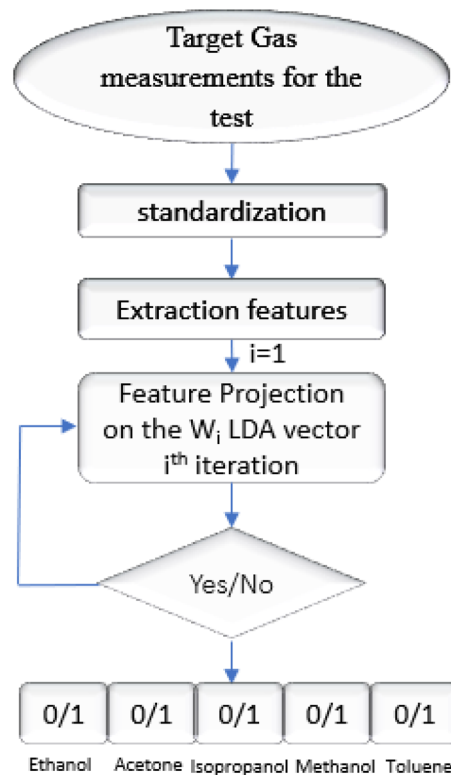 Target Gas
measurements for the
test
standardization
Extraction features
i=1
Feature Projection
on the Wᵢ LDA vector
iᵗʰ iteration
Yes/No
0/1 0/1 0/1 0/1 0/1
Ethanol Acetone Isopropanol Methanol Toluene